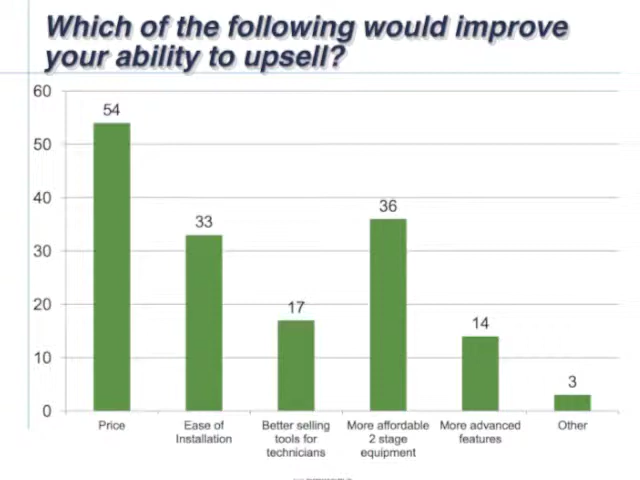 Which of the following would improve
your ability to upsell?
60
50
40
30
20
10
0
54
33
17
36
14
3
Price
Ease of
Installation
Better selling
tools for
technicians
More affordable
2 stage
equipment
More advanced
features
Other